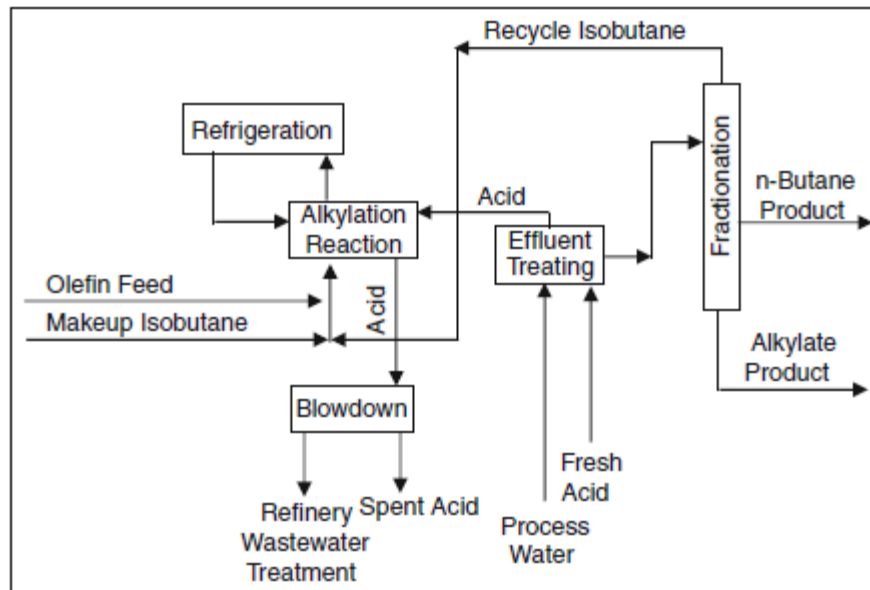 Recycle Isobutane
Refrigeration
Fractionation
n-Butane
Product
Acid
Alkylation
Reaction
Effluent
Treating
Olefin Feed
Makeup Isobutane
Acid
Alkylate
Product
Blowdown
Fresh
Acid
Refinery
Wastewater
Treatment
Spent Acid
Process
Water